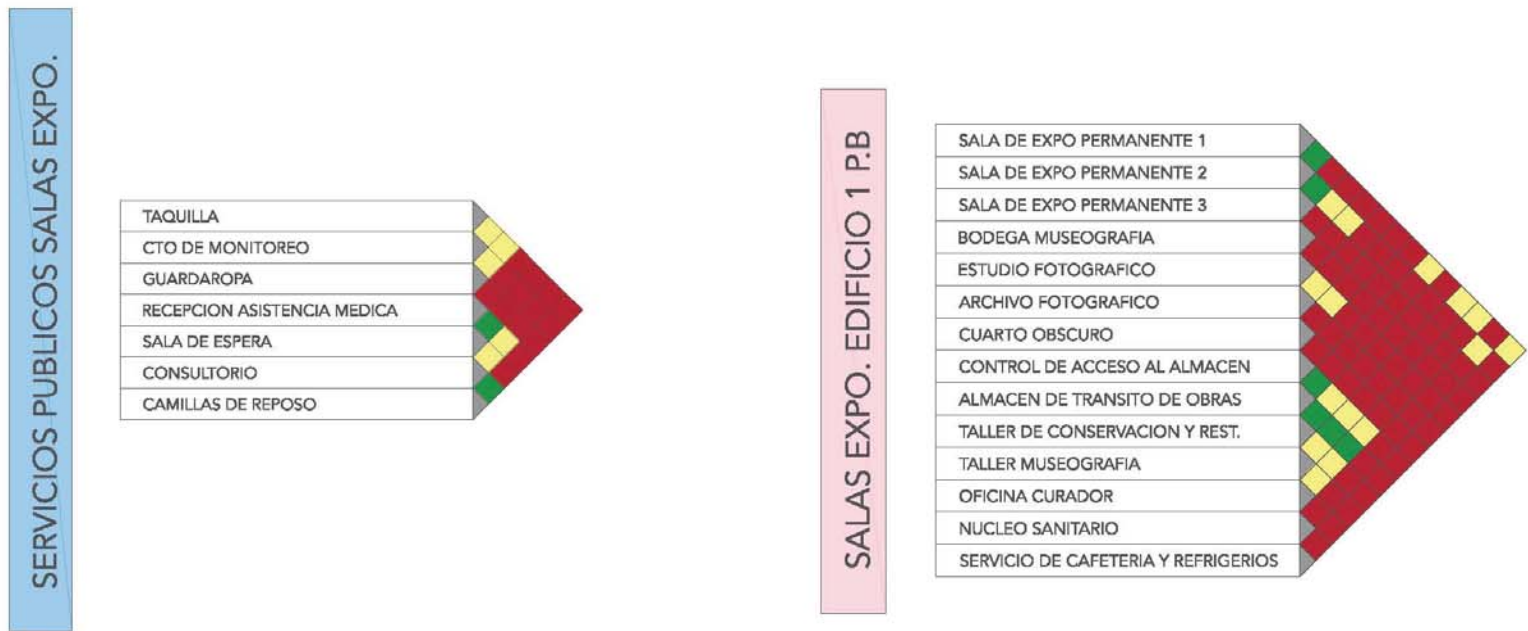 SERVICIOS PUBLICOS SALAS EXPO.
TAQUILLA
CTO DE MONITOREO
GUARDAROPA
RECEPCION ASISTENCIA MEDICA
SALA DE ESPERA
CONSULTORIO
CAMILLAS DE REPOSO
SALAS EXPO. EDIFICIO 1 P.B
SALA DE EXPO PERMANENTE 1
SALA DE EXPO PERMANENTE 2
SALA DE EXPO PERMANENTE 3
BODEGA MUSEOGRAFIA
ESTUDIO FOTOGRAFICO
ARCHIVO FOTOGRAFICO
CUARTO OBSCURO
CONTROL DE ACCESO AL ALMACEN
ALMACEN DE TRANSITO DE OBRAS
TALLER DE CONSERVACION Y REST.
TALLER MUSEOGRAFIA
OFICINA CURADOR
NUCLEO SANITARIO
SERVICIO DE CAFETERIA Y REFRIGERIOS